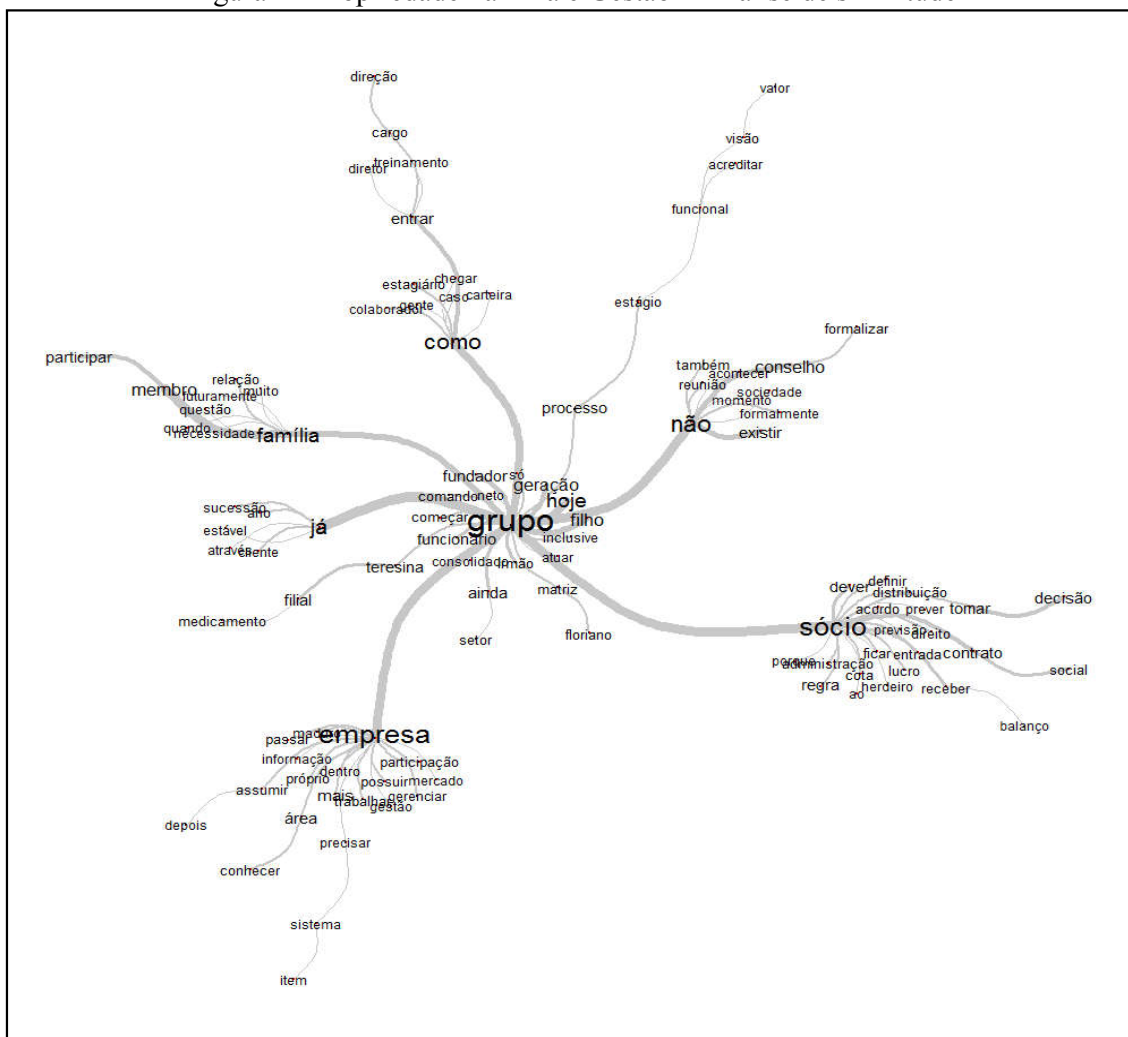 direção
valor
cargo
visão
treinamento
diretor
acreditar
entrar
funcional
chegar
estagiário
caso
carteira
gente
colaborador
estágio
formalizar
como
participar
também
conselho
acontecer
relação
membro
muito
futuramente
reunião
sociedade
momento
questão
processo
formalmente
quando
necessidade
família
não
existir
fundador
só
geração
comando
neto
hoje
sucessão
ano
começar
grupo
filho
estável
já
funcionário
inclusive
através
cliente
consolidado
irmão
atuar
teresina
ainda
matriz
filial
dever
definir
distribuição
decisão
medicamento
setor
floriano
acordo
prever
tomar
sócio
previsão
direito
porque
administração
ficar
entrada
contrato
cota
lucro
social
regra
ao
herdeiro
receber
balanço
empresa
passar
maduro
informação
dentro
participação
próprio
possuir
mercado
assumir
mais
trabalhar
gerenciar
gestão
área
depois
precisar
conhecer
sistema
item